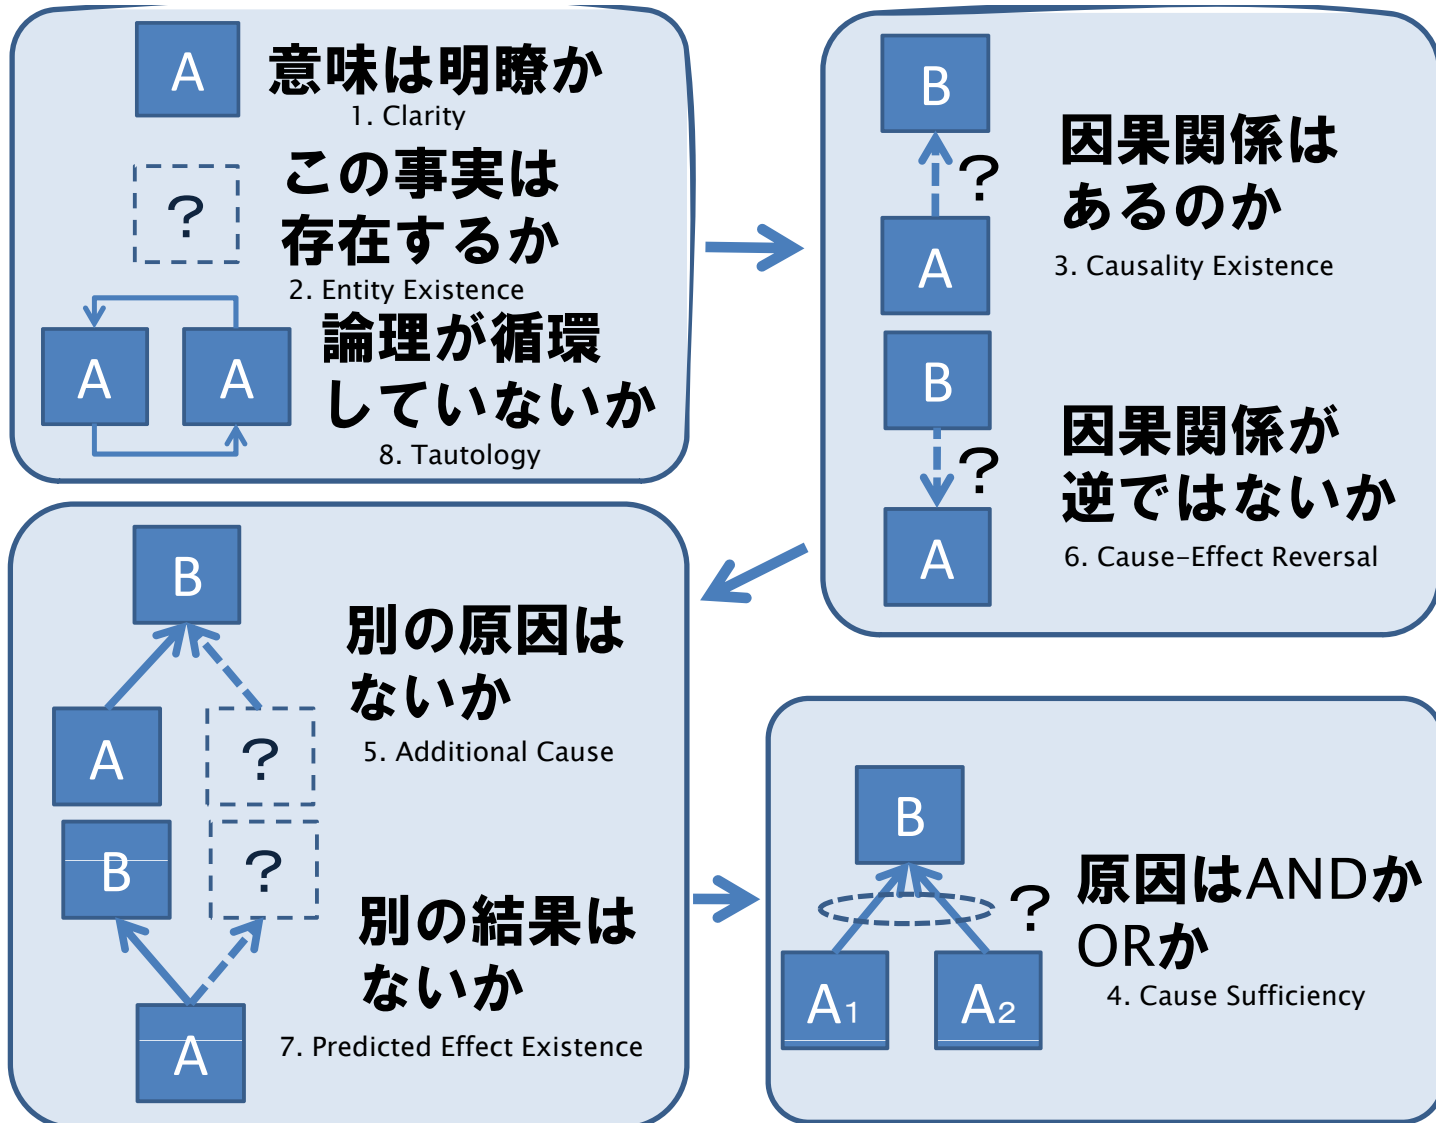 A
意味は明瞭か
1. Clarity
?
この事実は
存在するか
2. Entity Existence
A
A
論理が循環
していないか
8. Tautology
B
?
A
因果関係は
あるのか
3. Causality Existence
B
?
A
因果関係が
逆ではないか
6. Cause-Effect Reversal
B
A
?
別の原因は
ないか
5. Additional Cause
B
?
A
別の結果は
ないか
7. Predicted Effect Existence
B
?
A1
A2
原因はANDか
ORか
4. Cause Sufficiency